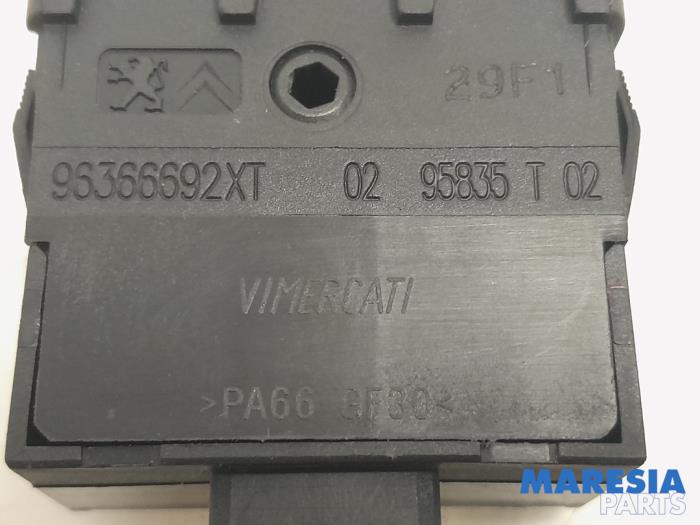 29F1
96366692XT 02 95835 T 02
VIMERCATI
>PA66 GF30<
MARESIA
PARTS